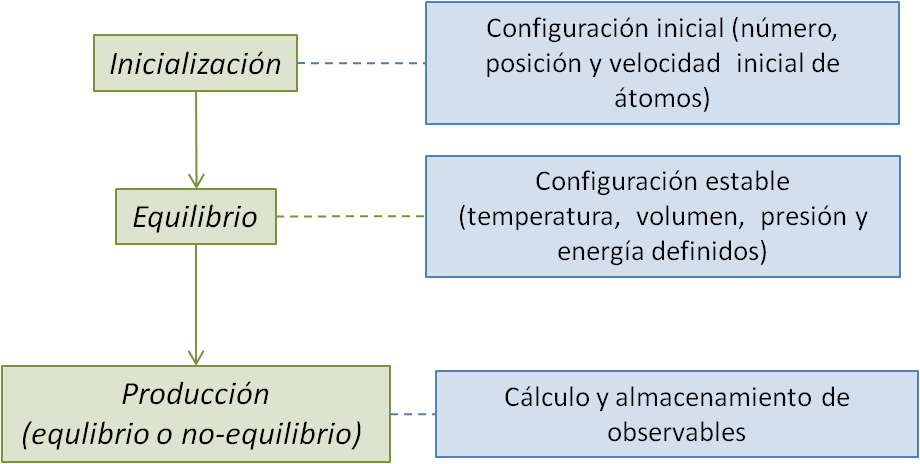 Inicialización
Configuración inicial (número,
posición y velocidad inicial de
átomos)
Equilibrio
Configuración estable
(temperatura, volumen, presión y
energía definidos)
Producción
(equlibrio o no-equilibrio)
Cálculo y almacenamiento de
observables